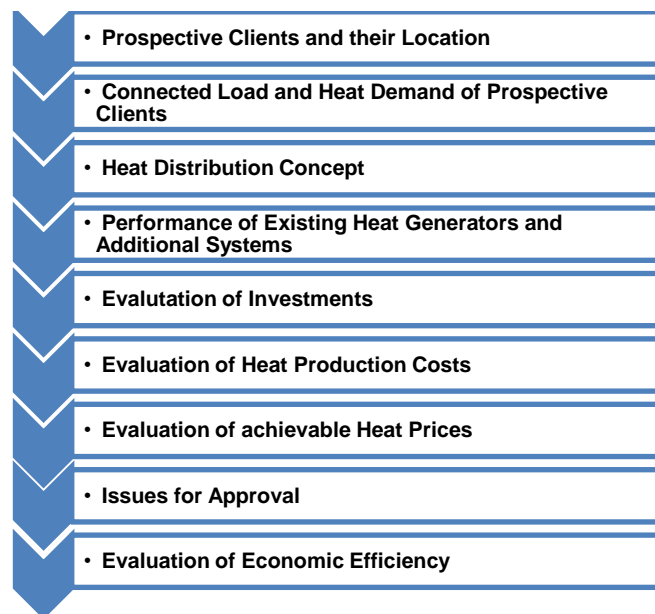 • Prospective Clients and their Location
• Connected Load and Heat Demand of Prospective
Clients
• Heat Distribution Concept
• Performance of Existing Heat Generators and
Additional Systems
• Evalutation of Investments
• Evaluation of Heat Production Costs
• Evaluation of achievable Heat Prices
• Issues for Approval
• Evaluation of Economic Efficiency